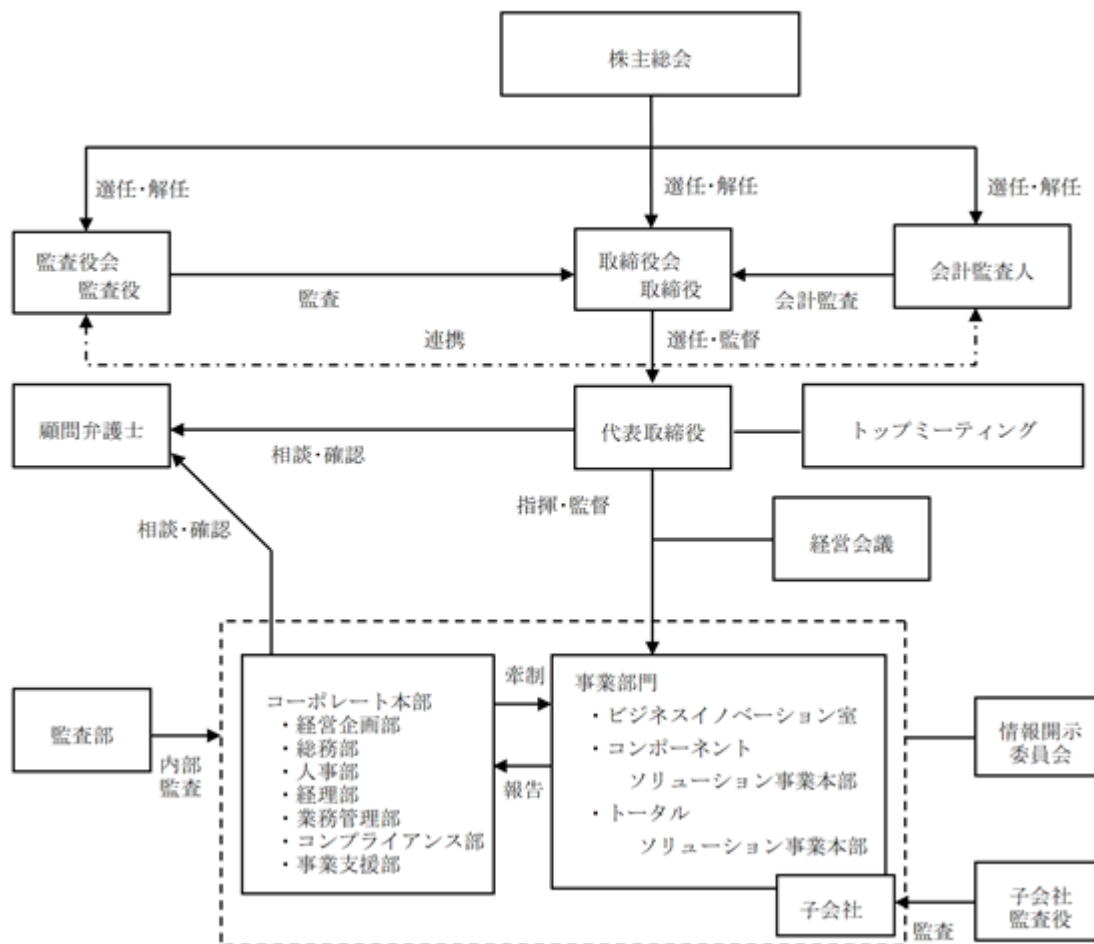 株主総会
選任・解任
選任・解任
選任・解任
監査役会
監査役
取締役会
取締役
会計監査人
監査
会計監査
連携
選任・監督
顧問弁護士
代表取締役
トップミーティング
相談・確認
指揮・監督
相談・確認
経営会議
コーポレート本部
・経営企画部
・総務部
・人事部
・経理部
・業務管理部
・コンプライアンス部
・事業支援部
牽制
報告
事業部門
・ビジネスイノベーション室
・コンポーネント
ソリューション事業本部
・トータル
ソリューション事業本部
監査部
内部
監査
情報開示
委員会
子会社
監査
子会社
監査役